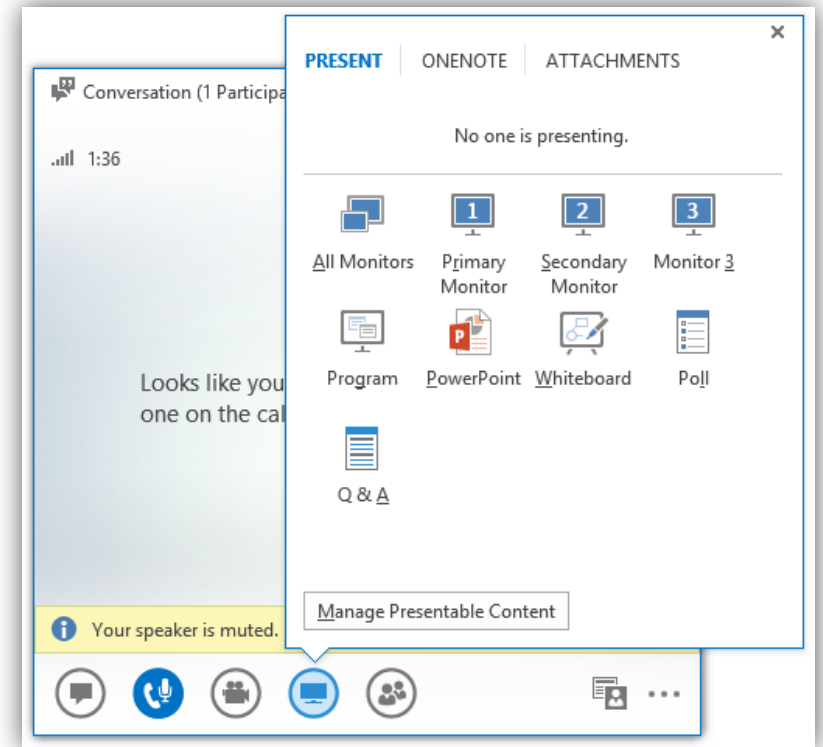 PRESENT ONENOTE ATTACHMENTS
Conversation (1 Participa
No one is presenting.
1:36
1 2 3
All Monitors Primary Monitor Secondary Monitor Monitor 3
Program PowerPoint Whiteboard Poll
Looks like you
one on the cal
Q & A
Manage Presentable Content
Your speaker is muted.